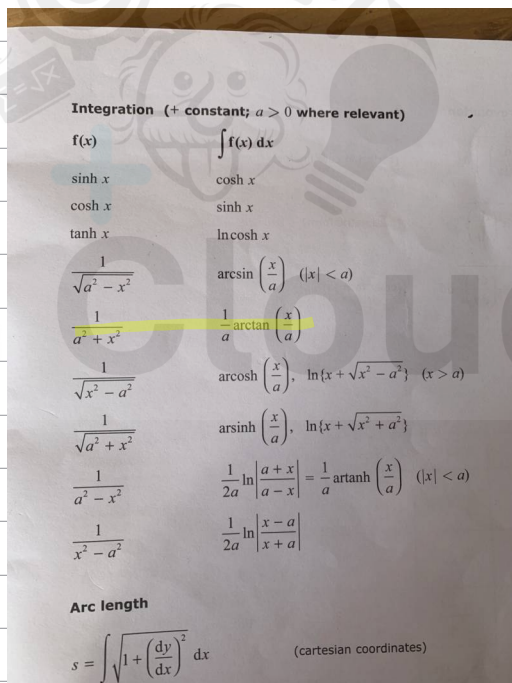 Integration (+ constant; a > 0 where relevant)
f(x) ∫f(x) dx
sinh x cosh x
cosh x sinh x
tanh x ln cosh x
1/√(a² − x²) arcsin (x/a) (|x| < a)
1/(a² + x²) 1/a arctan (x/a)
1/√(x² − a²) arcosh (x/a), ln{x + √(x² − a²)} (x > a)
1/√(a² + x²) arsinh (x/a), ln{x + √(x² + a²)}
1/(a² − x²) 1/2a ln|(a + x)/(a − x)| = 1/a artanh (x/a) (|x| < a)
1/(x² − a²) 1/2a ln|(x − a)/(x + a)|
Arc length
s = ∫√(1 + (dy/dx)²) dx (cartesian coordinates)
Clou